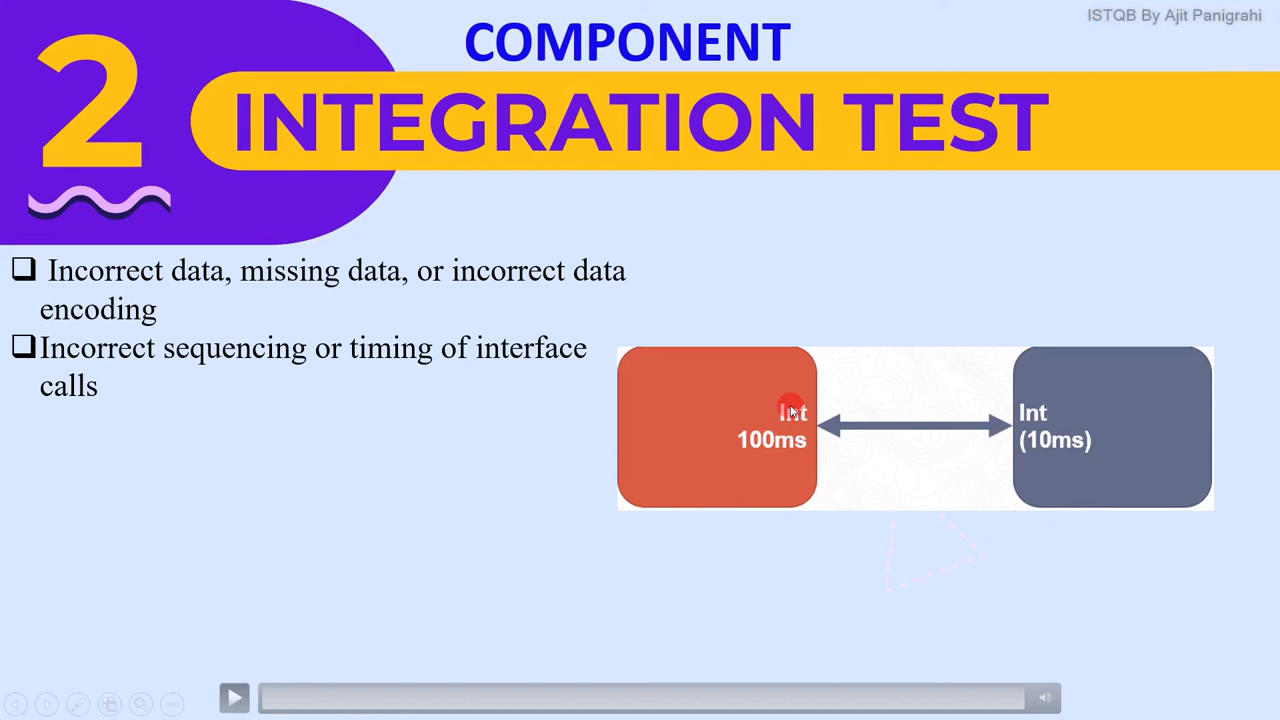 ISTQB By Ajit Panigrahi
2
COMPONENT
INTEGRATION TEST
❑ Incorrect data, missing data, or incorrect data
encoding
❑Incorrect sequencing or timing of interface
calls
Int
100ms
Int
(10ms)